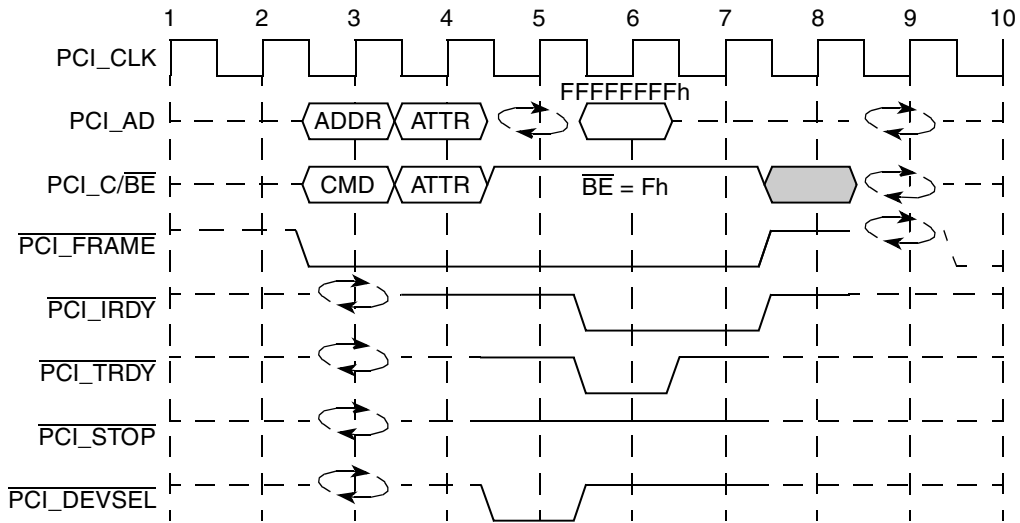 1 2 3 4 5 6 7 8 9 10
PCI_CLK
FFFFFFFFh
PCI_AD ADDR ATTR
PCI_C/BE CMD ATTR BE = Fh
PCI_FRAME
PCI_IRDY
PCI_TRDY
PCI_STOP
PCI_DEVSEL